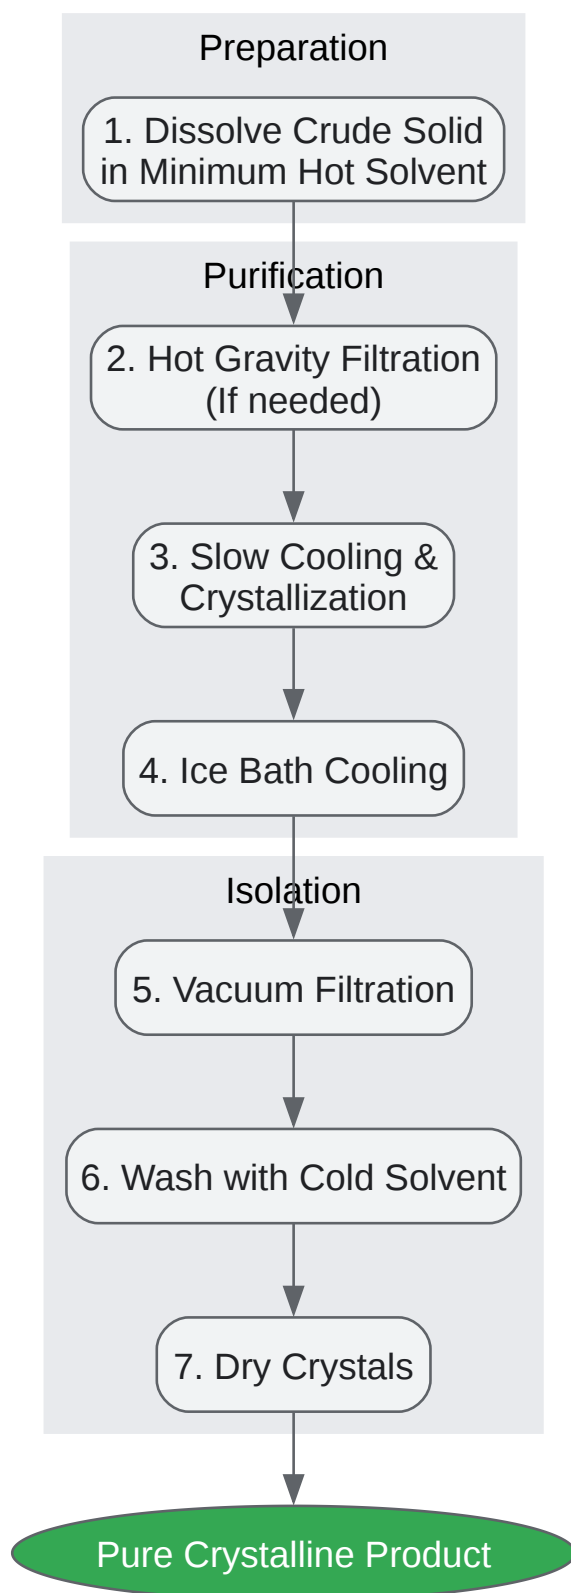 Preparation
1. Dissolve Crude Solid
in Minimum Hot Solvent
Purification
2. Hot Gravity Filtration
(If needed)
3. Slow Cooling &
Crystallization
4. Ice Bath Cooling
Isolation
5. Vacuum Filtration
6. Wash with Cold Solvent
7. Dry Crystals
Pure Crystalline Product